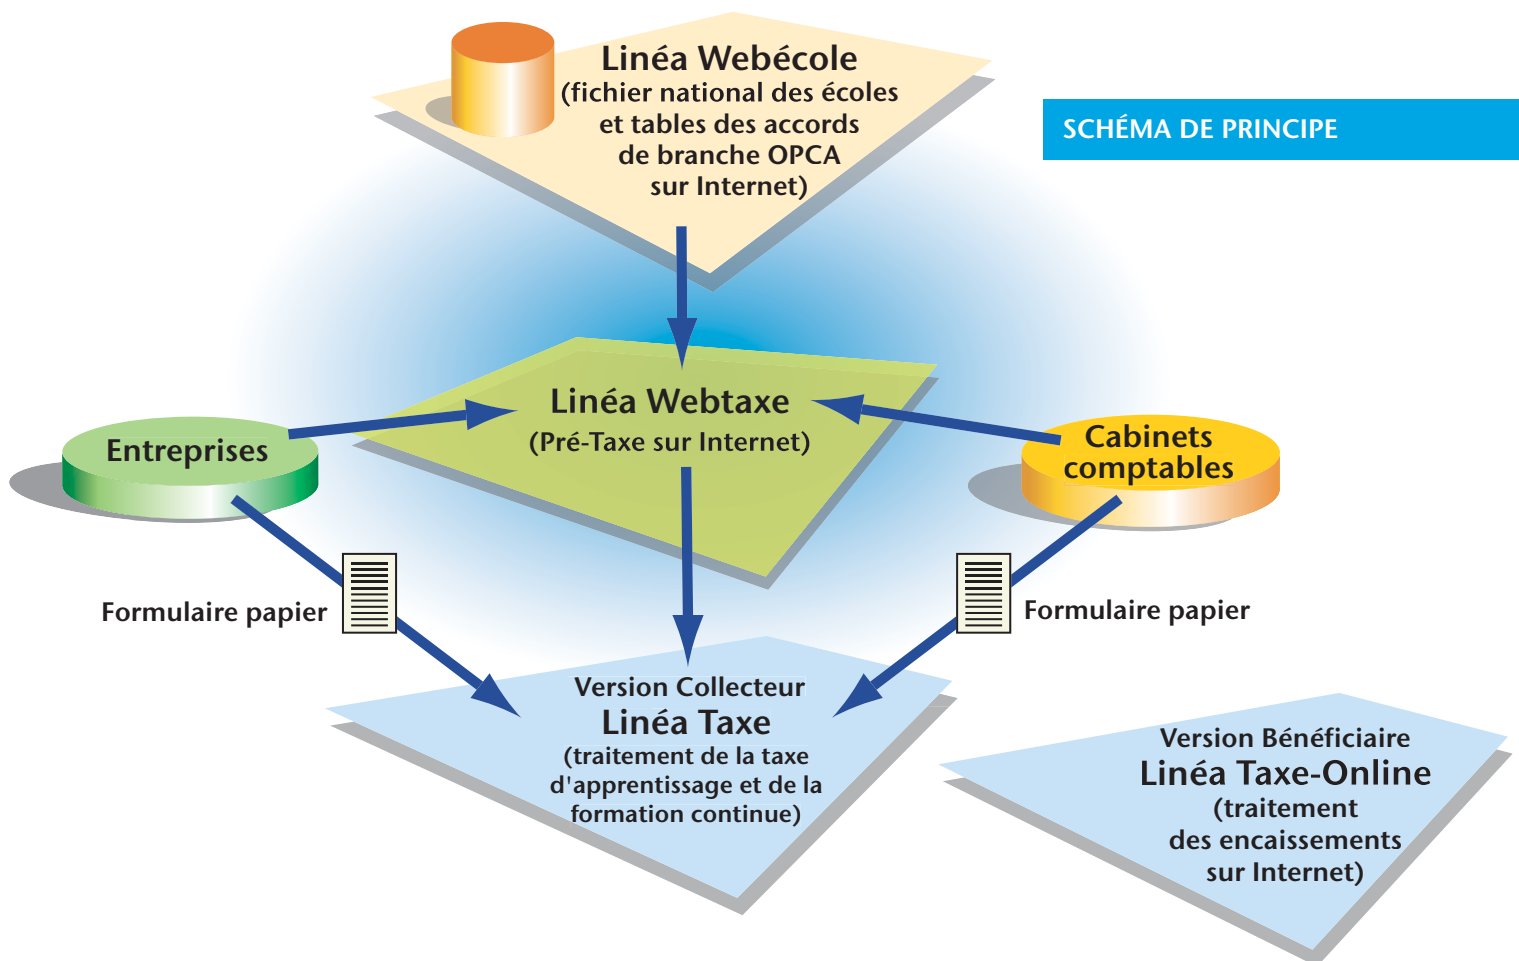 Linéa Webécole
(fichier national des écoles
et tables des accords
de branche OPCA
sur Internet)
SCHÉMA DE PRINCIPE
Linéa Webtaxe
(Pré-Taxe sur Internet)
Entreprises
Cabinets
comptables
Formulaire papier
Formulaire papier
Version Collecteur
Linéa Taxe
(traitement de la taxe
d'apprentissage et de la
formation continue)
Version Bénéficiaire
Linéa Taxe-Online
(traitement
des encaissements
sur Internet)